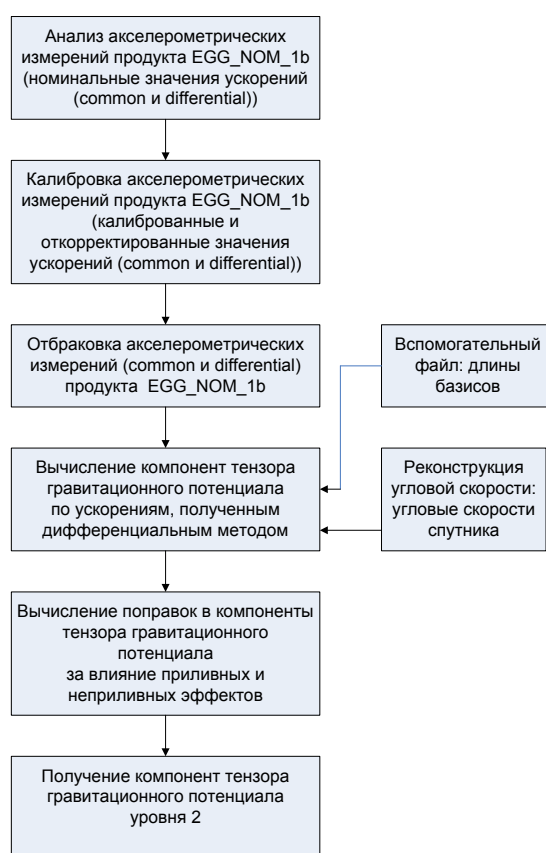 Анализ акселерометрических
измерений продукта EGG_NOM_1b
(номинальные значения ускорений
(common и differential))
Калибровка акселерометрических
измерений продукта EGG_NOM_1b
(калиброванные и
откорректированные значения
ускорений (common и differential))
Отбраковка акселерометрических
измерений (common и differential)
продукта EGG_NOM_1b
Вспомогательный
файл: длины
базисов
Вычисление компонент тензора
гравитационного потенциала
по ускорениям, полученным
дифференциальным методом
Реконструкция
угловой скорости:
угловые скорости
спутника
Вычисление поправок в компоненты
тензора гравитационного
потенциала
за влияние приливных и
неприливных эффектов
Получение компонент тензора
гравитационного потенциала
уровня 2